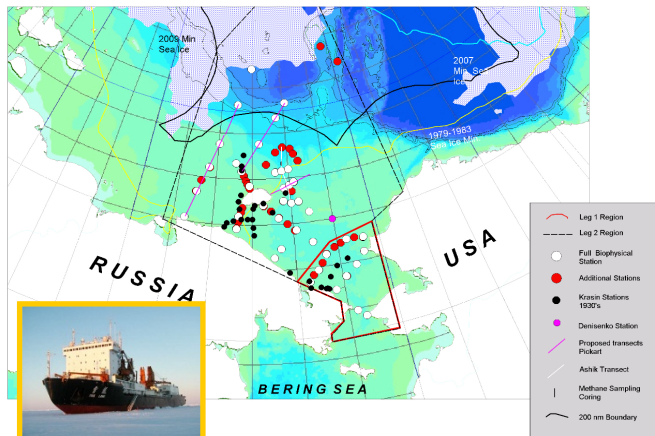 2009 Min
Sea Ice
2007
Min. Sea
Ice
1979-1983
Sea Ice Min
RUSSIA
USA
BERING SEA
Leg 1 Region
Leg 2 Region
Full Biophysical
Station
Additional Stations
Krasin Stations
1930's
Denisenko Station
Proposed transects
Pickart
Ashik Transect
Methane Sampling
Coring
200 nm Boundary